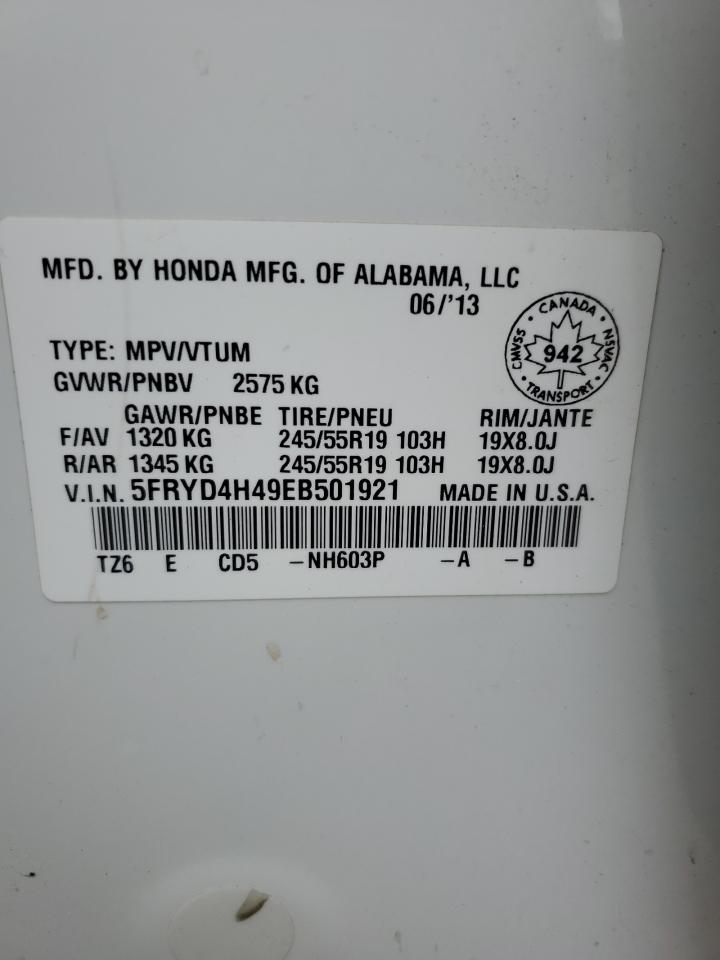 MFD. BY HONDA MFG. OF ALABAMA, LLC
06/'13
TYPE: MPV/VTUM
GVWR/PNBV 2575 KG
CMVSS · CANADA · NSVAC · TRANSPORT ·
942
GAWR/PNBE TIRE/PNEU RIM/JANTE
F/AV 1320 KG 245/55R19 103H 19X8.0J
R/AR 1345 KG 245/55R19 103H 19X8.0J
V.I.N. 5FRYD4H49EB501921 MADE IN U.S.A.
TZ6 E CD5 –NH603P –A –B